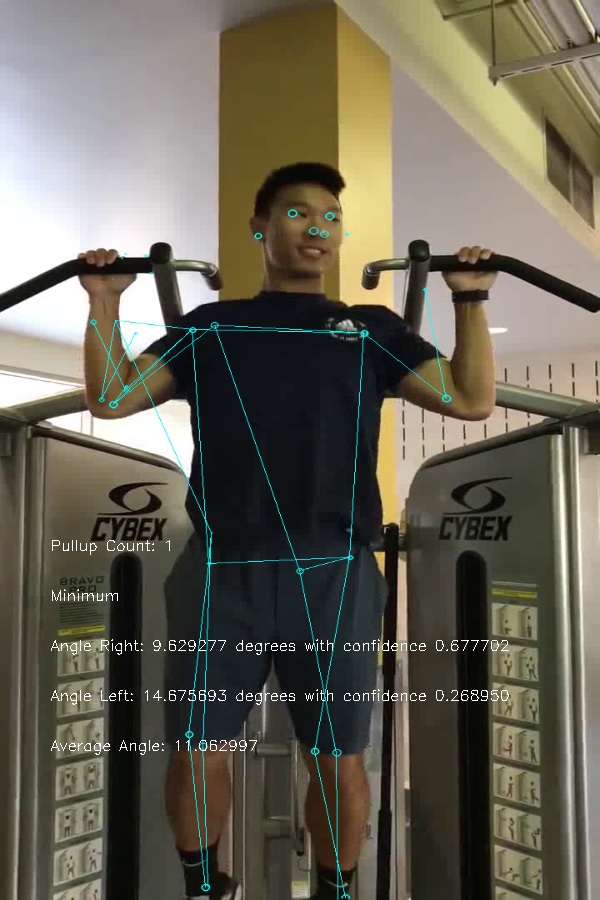 CYBEX
CYBEX
Pullup Count: 1
BRAVO
Minimum
Angle Right: 9.629277 degrees with confidence 0.677702
Angle Left: 14.675693 degrees with confidence 0.268950
Average Angle: 11.062997